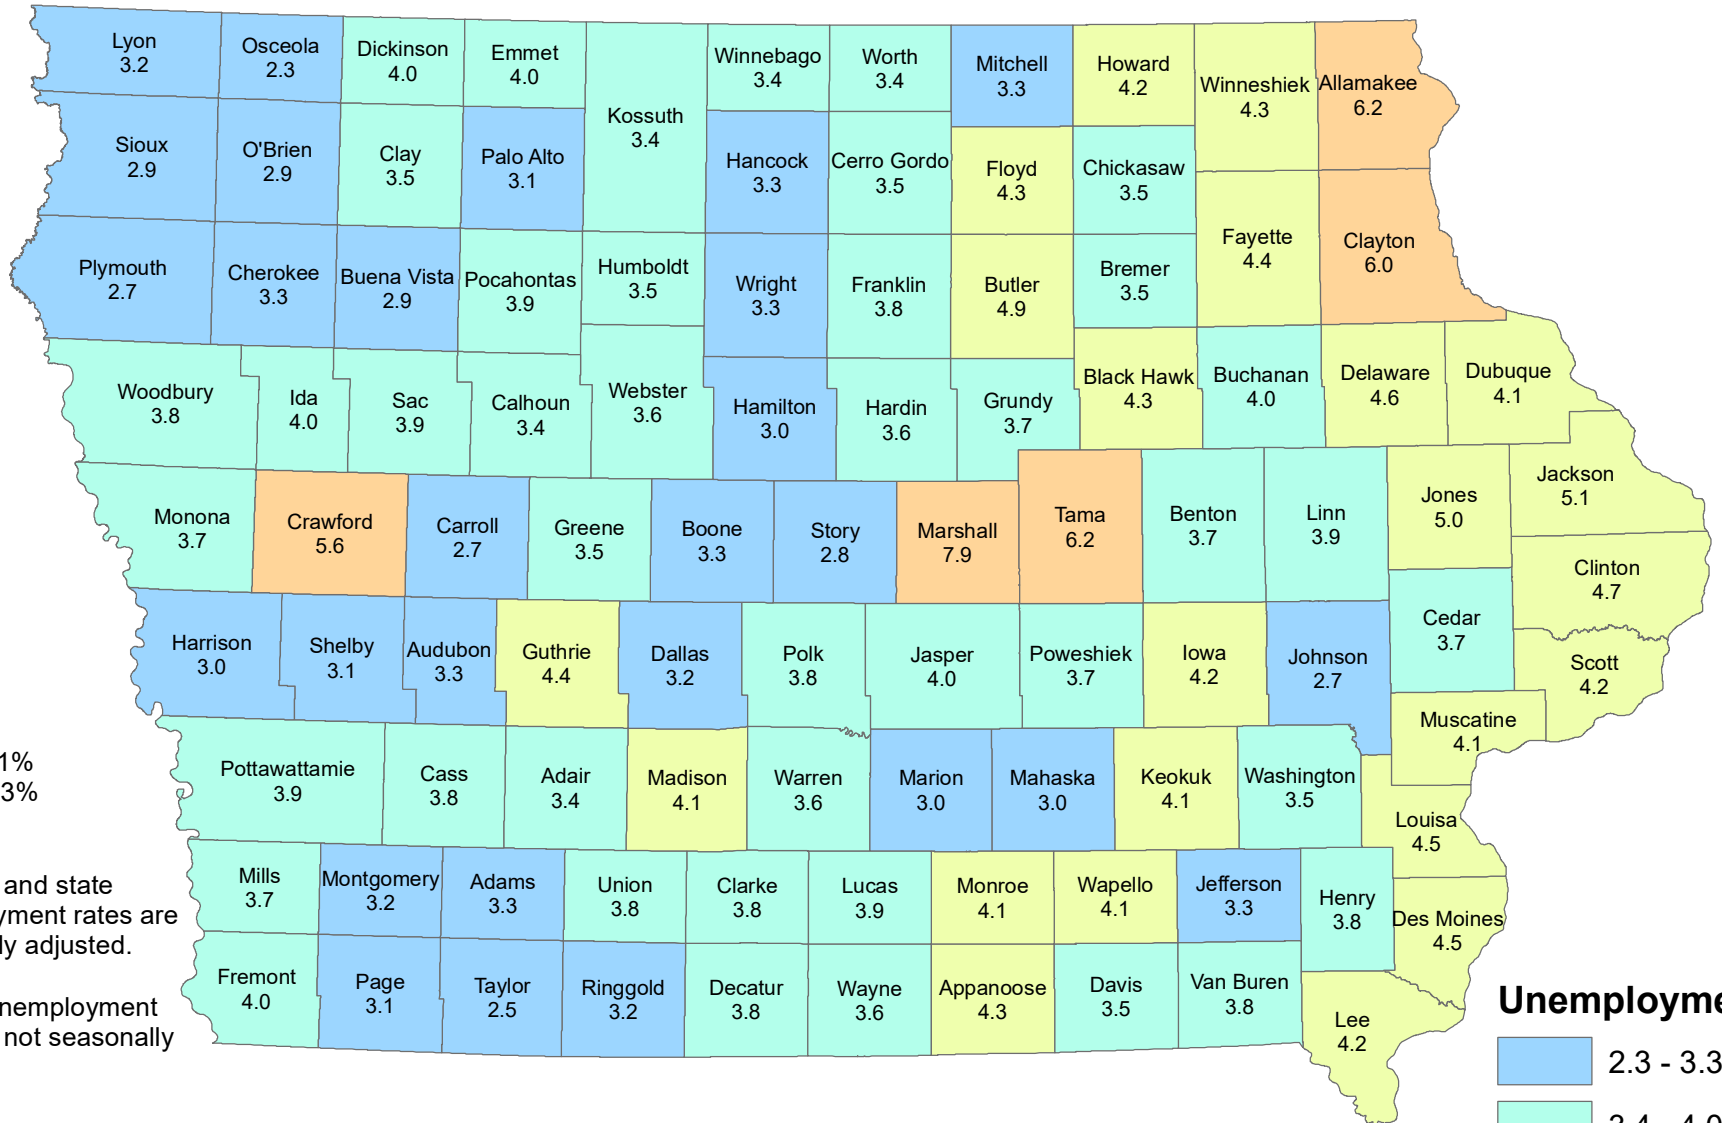 Lyon
3.2
Osceola
2.3
Dickinson
4.0
Emmet
4.0
Kossuth
3.4
Winnebago
3.4
Worth
3.4
Mitchell
3.3
Howard
4.2
Winneshiek
4.3
Allamakee
6.2
Sioux
2.9
O'Brien
2.9
Clay
3.5
Palo Alto
3.1
Hancock
3.3
Cerro Gordo
3.5
Floyd
4.3
Chickasaw
3.5
Fayette
4.4
Clayton
6.0
Plymouth
2.7
Cherokee
3.3
Buena Vista
2.9
Pocahontas
3.9
Humboldt
3.5
Wright
3.3
Franklin
3.8
Butler
4.9
Bremer
3.5
Woodbury
3.8
Ida
4.0
Sac
3.9
Calhoun
3.4
Webster
3.6
Hamilton
3.0
Hardin
3.6
Grundy
3.7
Black Hawk
4.3
Buchanan
4.0
Delaware
4.6
Dubuque
4.1
Monona
3.7
Crawford
5.6
Carroll
2.7
Greene
3.5
Boone
3.3
Story
2.8
Marshall
7.9
Tama
6.2
Benton
3.7
Linn
3.9
Jones
5.0
Jackson
5.1
Clinton
4.7
Harrison
3.0
Shelby
3.1
Audubon
3.3
Guthrie
4.4
Dallas
3.2
Polk
3.8
Jasper
4.0
Poweshiek
3.7
Iowa
4.2
Johnson
2.7
Cedar
3.7
Scott
4.2
Muscatine
4.1
1%
3%
Pottawattamie
3.9
Cass
3.8
Adair
3.4
Madison
4.1
Warren
3.6
Marion
3.0
Mahaska
3.0
Keokuk
4.1
Washington
3.5
Louisa
4.5
Mills
3.7
Montgomery
3.2
Adams
3.3
Union
3.8
Clarke
3.8
Lucas
3.9
Monroe
4.1
Wapello
4.1
Jefferson
3.3
Henry
3.8
Des Moines
4.5
and state
yment rates are
ly adjusted.
Fremont
4.0
Page
3.1
Taylor
2.5
Ringgold
3.2
Decatur
3.8
Wayne
3.6
Appanoose
4.3
Davis
3.5
Van Buren
3.8
Lee
4.2
nemployment
not seasonally
Unemployme
2.3 - 3.3